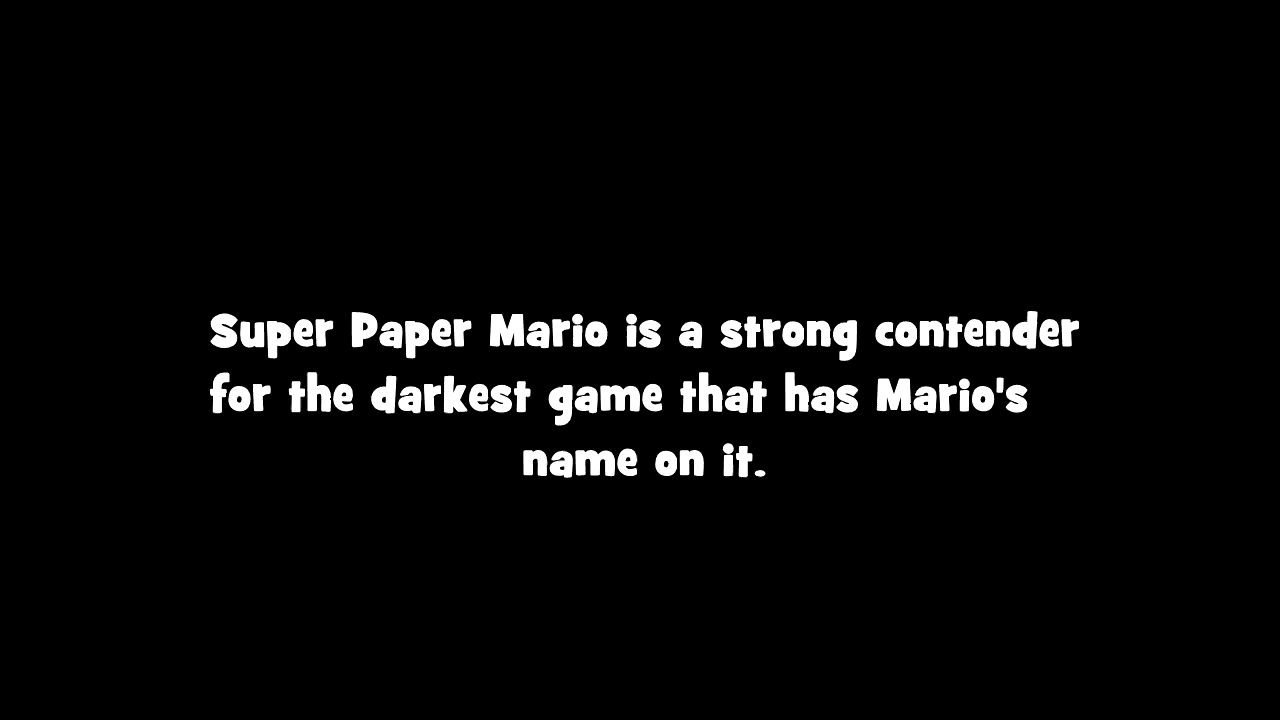 Super Paper Mario is a strong contender
for the darkest game that has Mario's
name on it.